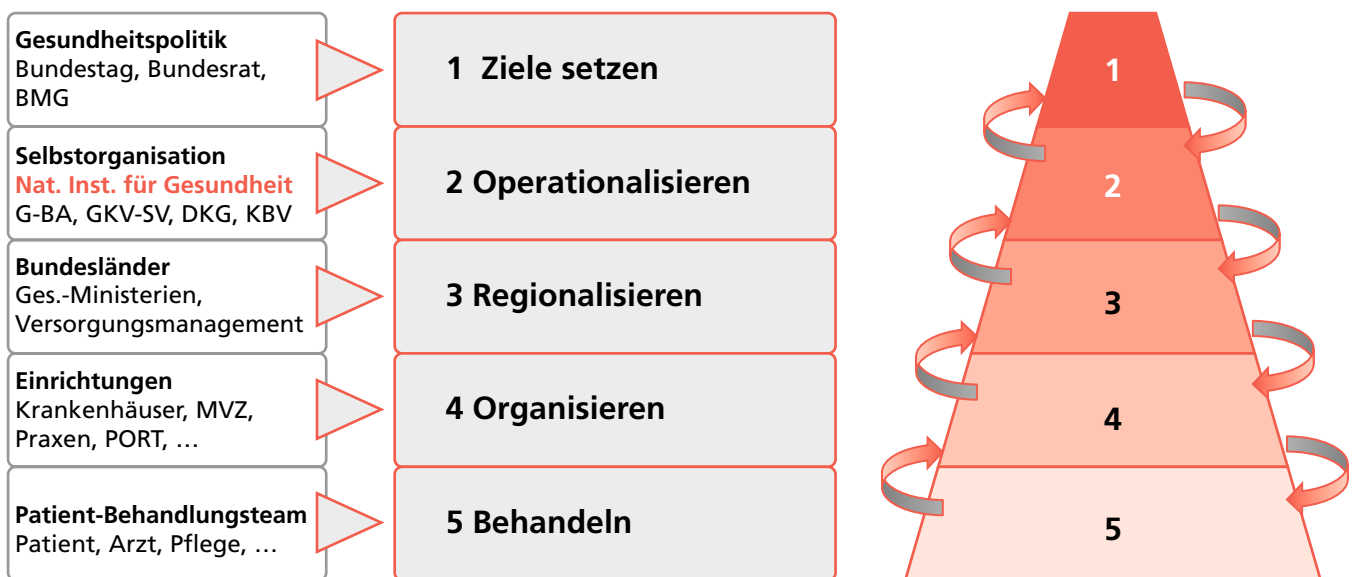 Gesundheitspolitik
Bundestag, Bundesrat,
BMG
1 Ziele setzen
1
Selbstorganisation
Nat. Inst. für Gesundheit
G-BA, GKV-SV, DKG, KBV
2 Operationalisieren
2
Bundesländer
Ges.-Ministerien,
Versorgungsmanagement
3 Regionalisieren
3
Einrichtungen
Krankenhäuser, MVZ,
Praxen, PORT, …
4 Organisieren
4
Patient-Behandlungsteam
Patient, Arzt, Pflege, …
5 Behandeln
5